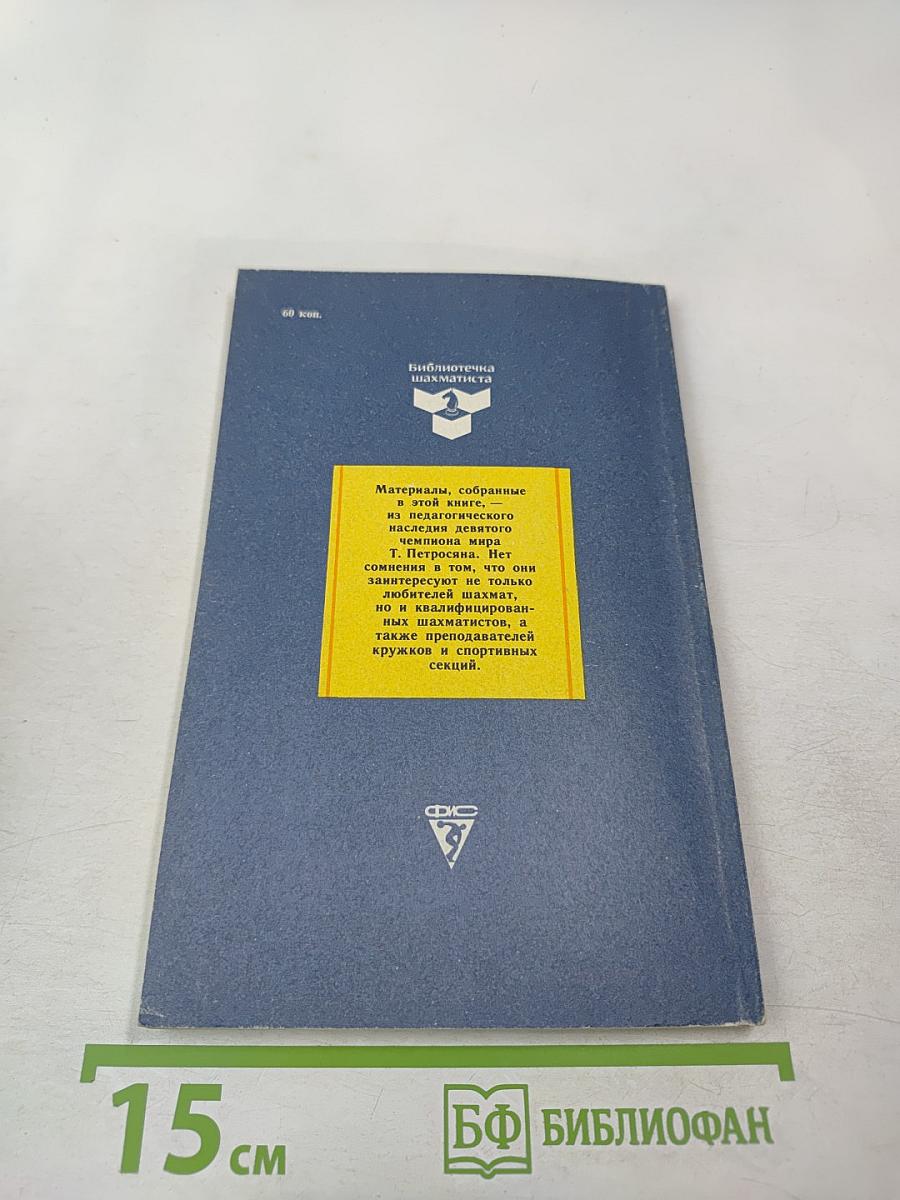 60 коп.
Библиотечка
шахматиста
Материалы, собранные
в этой книге, —
из педагогического
наследия девятого
чемпиона мира
Т. Петросяна. Нет
сомнения в том, что они
заинтересуют не только
любителей шахмат,
но и квалифицирован-
ных шахматистов, а
также преподавателей
кружков и спортивных
секций.
ФиС
15 см
БФ БИБЛИОФАН